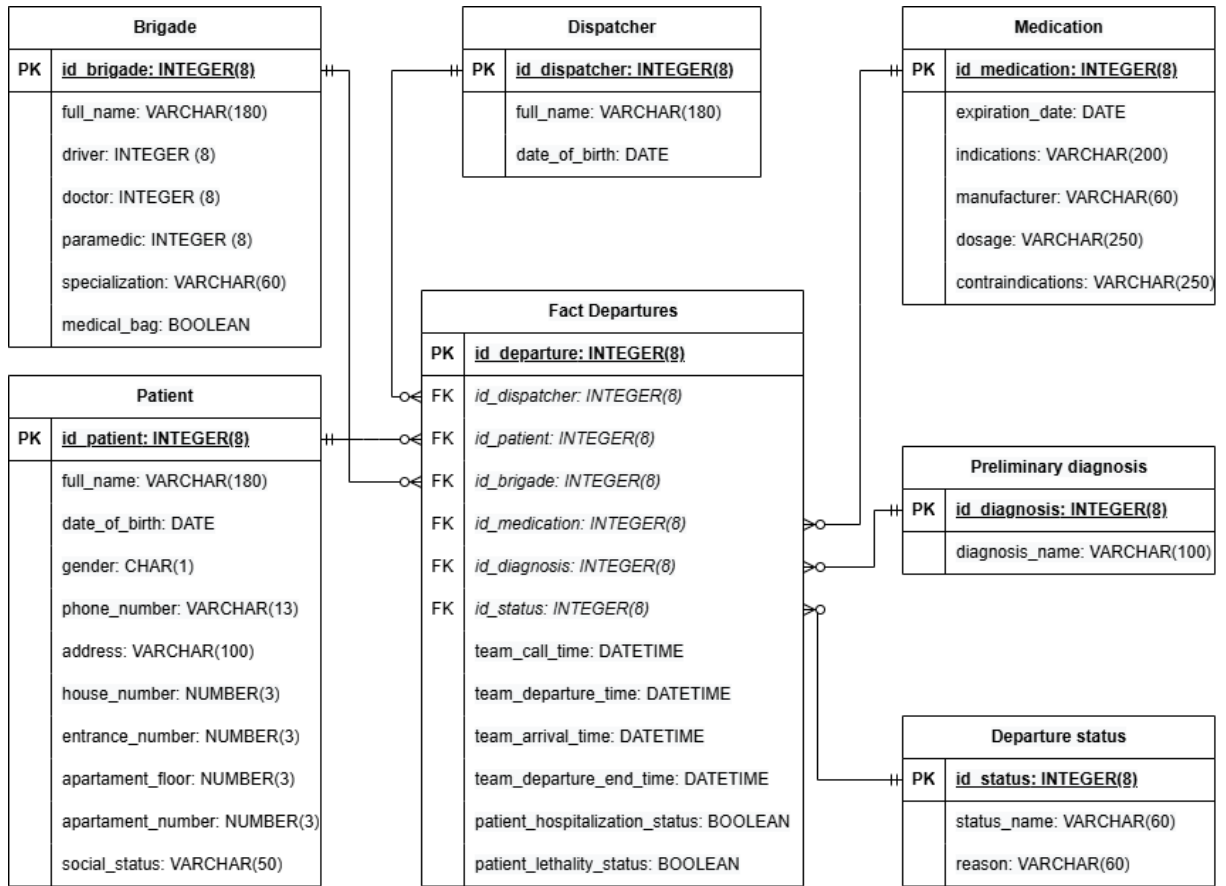 Brigade
PK id_brigade: INTEGER(8)
full_name: VARCHAR(180)
driver: INTEGER (8)
doctor: INTEGER (8)
paramedic: INTEGER (8)
specialization: VARCHAR(60)
medical_bag: BOOLEAN
Dispatcher
PK id_dispatcher: INTEGER(8)
full_name: VARCHAR(180)
date_of_birth: DATE
Medication
PK id_medication: INTEGER(8)
expiration_date: DATE
indications: VARCHAR(200)
manufacturer: VARCHAR(60)
dosage: VARCHAR(250)
contraindications: VARCHAR(250)
Patient
PK id_patient: INTEGER(8)
full_name: VARCHAR(180)
date_of_birth: DATE
gender: CHAR(1)
phone_number: VARCHAR(13)
address: VARCHAR(100)
house_number: NUMBER(3)
entrance_number: NUMBER(3)
apartament_floor: NUMBER(3)
apartament_number: NUMBER(3)
social_status: VARCHAR(50)
Fact Departures
PK id_departure: INTEGER(8)
FK id_dispatcher: INTEGER(8)
FK id_patient: INTEGER(8)
FK id_brigade: INTEGER(8)
FK id_medication: INTEGER(8)
FK id_diagnosis: INTEGER(8)
FK id_status: INTEGER(8)
team_call_time: DATETIME
team_departure_time: DATETIME
team_arrival_time: DATETIME
team_departure_end_time: DATETIME
patient_hospitalization_status: BOOLEAN
patient_lethality_status: BOOLEAN
Preliminary diagnosis
PK id_diagnosis: INTEGER(8)
diagnosis_name: VARCHAR(100)
Departure status
PK id_status: INTEGER(8)
status_name: VARCHAR(60)
reason: VARCHAR(60)